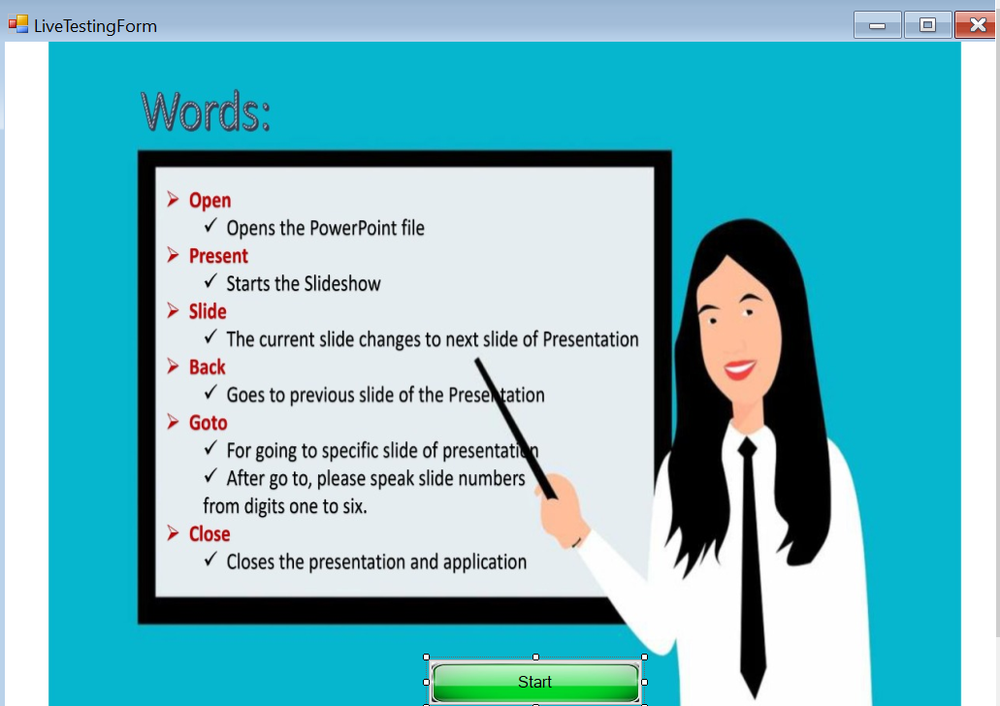 LiveTestingForm
Words:
Open
Opens the PowerPoint file
Present
Starts the Slideshow
Slide
The current slide changes to next slide of Presentation
Back
Goes to previous slide of the Presentation
Goto
For going to specific slide of presentation
After go to, please speak slide numbers
from digits one to six.
Close
Closes the presentation and application
Start